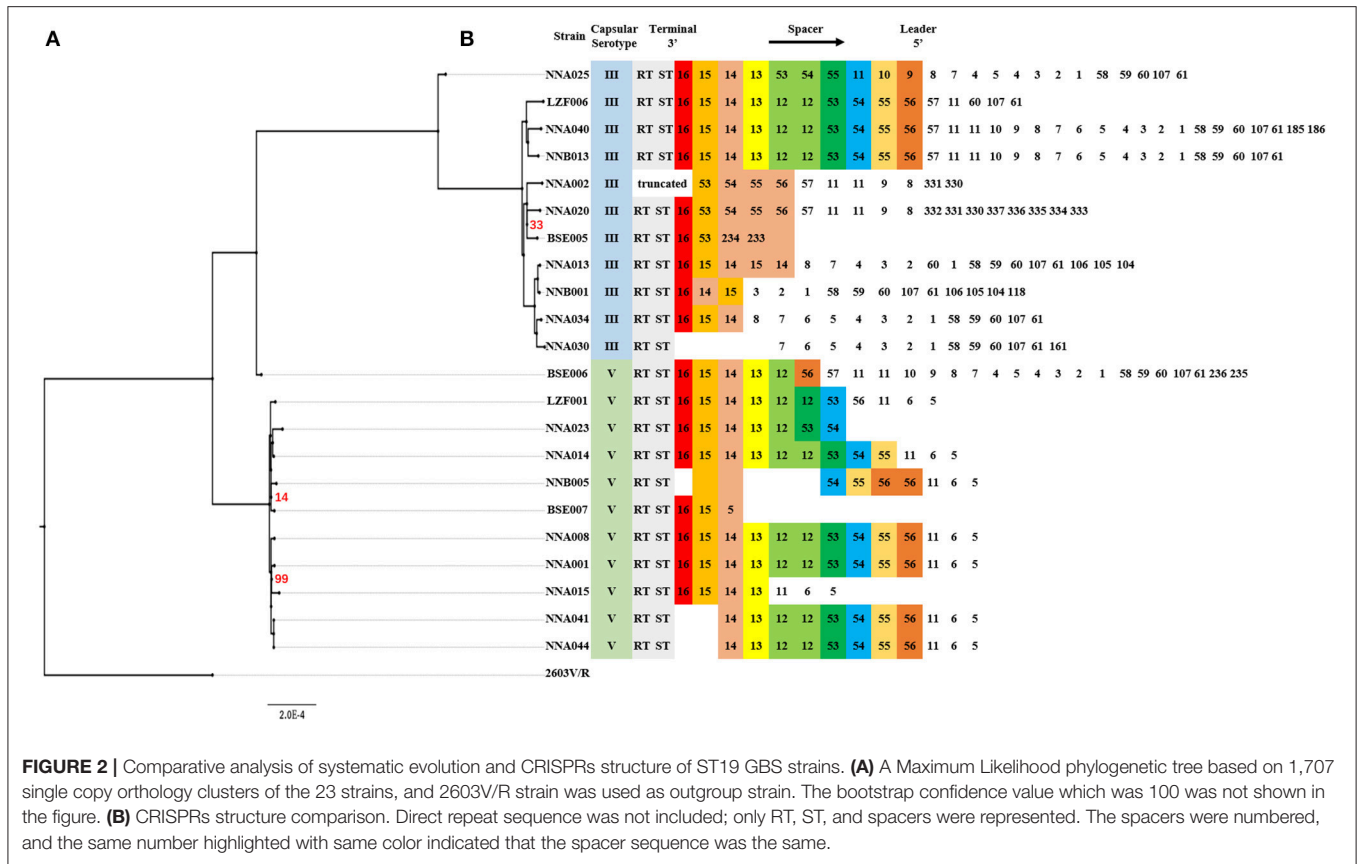 A
B
Strain Capsular Serotype Terminal 3' Spacer Leader 5'
NNA025 III RT ST 16 15 14 13 53 54 55 11 10 9 8 7 4 5 4 3 2 1 58 59 60 107 61
LZF006 III RT ST 16 15 14 13 12 12 53 54 55 56 57 11 60 107 61
NNA040 III RT ST 16 15 14 13 12 12 53 54 55 56 57 11 11 10 9 8 7 6 5 4 3 2 1 58 59 60 107 61 185 186
NNB013 III RT ST 16 15 14 13 12 12 53 54 55 56 57 11 11 10 9 8 7 6 5 4 3 2 1 58 59 60 107 61
NNA002 III truncated 53 54 55 56 57 11 11 9 8 331 330
NNA020 III RT ST 16 53 54 55 56 57 11 11 9 8 332 331 330 337 336 335 334 333
33
BSE005 III RT ST 16 53 234 233
NNA013 III RT ST 16 15 14 15 14 8 7 4 3 2 60 1 58 59 60 107 61 106 105 104
NNB001 III RT ST 16 14 15 3 2 1 58 59 60 107 61 106 105 104 118
NNA034 III RT ST 16 15 14 8 7 6 5 4 3 2 1 58 59 60 107 61
NNA030 III RT ST 7 6 5 4 3 2 1 58 59 60 107 61 161
BSE006 V RT ST 16 15 14 13 12 56 57 11 11 10 9 8 7 4 5 4 3 2 1 58 59 60 107 61 236 235
LZF001 V RT ST 16 15 14 13 12 12 53 56 11 6 5
NNA023 V RT ST 16 15 14 13 12 53 54
NNA014 V RT ST 16 15 14 13 12 12 53 54 55 11 6 5
NNB005 V RT ST 54 55 56 56 11 6 5
14
BSE007 V RT ST 16 15 5
NNA008 V RT ST 16 15 14 13 12 12 53 54 55 56 11 6 5
NNA001 V RT ST 16 15 14 13 12 12 53 54 55 56 11 6 5
99
NNA015 V RT ST 16 15 14 13 11 6 5
NNA041 V RT ST 14 13 12 12 53 54 55 56 11 6 5
NNA044 V RT ST 14 13 12 12 53 54 55 56 11 6 5
2603V/R
2.0E-4
FIGURE 2 | Comparative analysis of systematic evolution and CRISPRs structure of ST19 GBS strains. (A) A Maximum Likelihood phylogenetic tree based on 1,707
single copy orthology clusters of the 23 strains, and 2603V/R strain was used as outgroup strain. The bootstrap confidence value which was 100 was not shown in
the figure. (B) CRISPRs structure comparison. Direct repeat sequence was not included; only RT, ST, and spacers were represented. The spacers were numbered,
and the same number highlighted with same color indicated that the spacer sequence was the same.